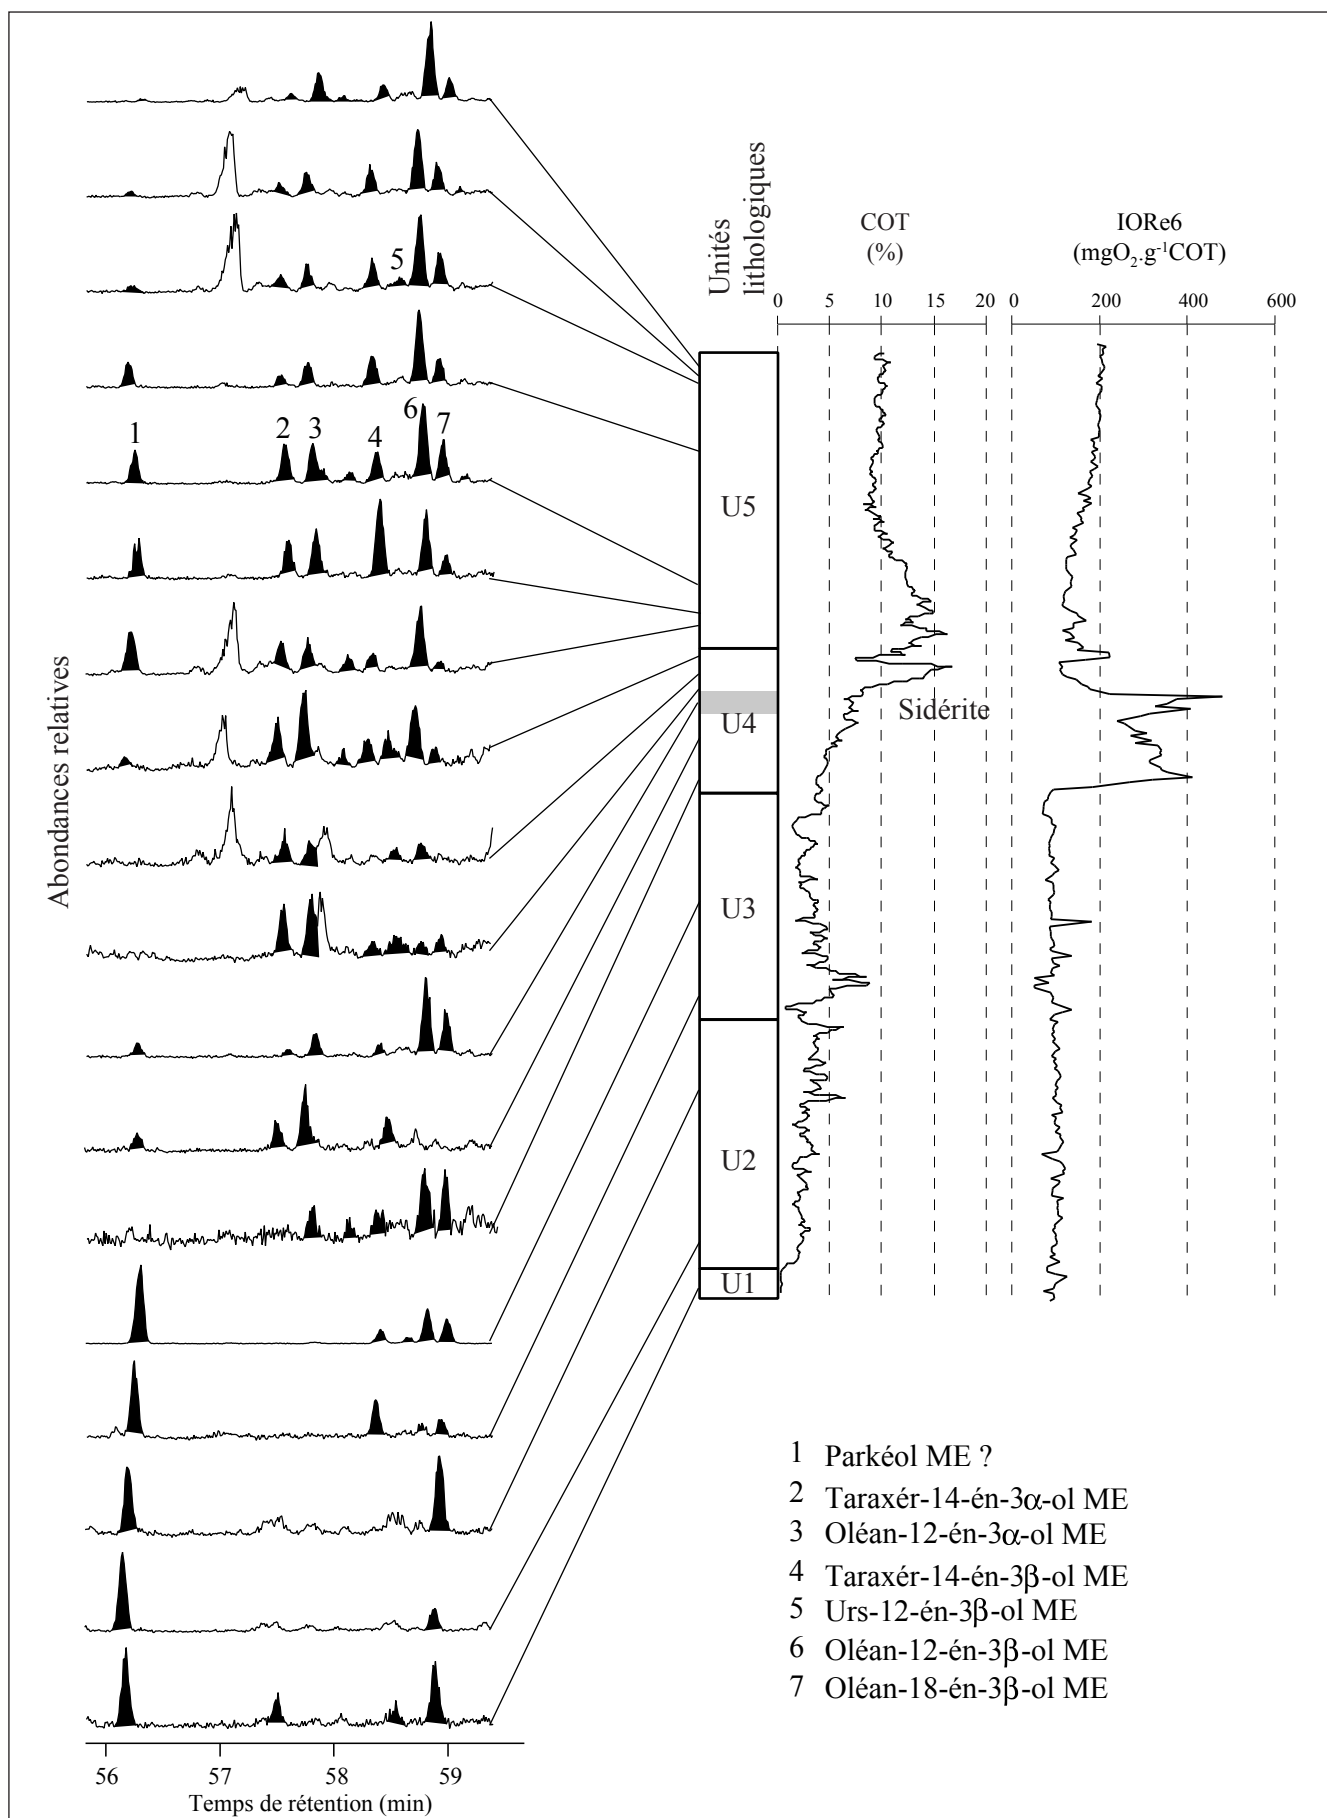 Unités
lithologiques
COT
(%)
IORe6
(mgO₂.g⁻¹COT)
0 5 10 15 20
0 200 400 600
5
6
7
1 2 3 4
U5
Sidérite
U4
U3
U2
U1
Abondances relatives
56 57 58 59
Temps de rétention (min)
1 Parkéol ME ?
2 Taraxér-14-én-3α-ol ME
3 Oléan-12-én-3α-ol ME
4 Taraxér-14-én-3β-ol ME
5 Urs-12-én-3β-ol ME
6 Oléan-12-én-3β-ol ME
7 Oléan-18-én-3β-ol ME